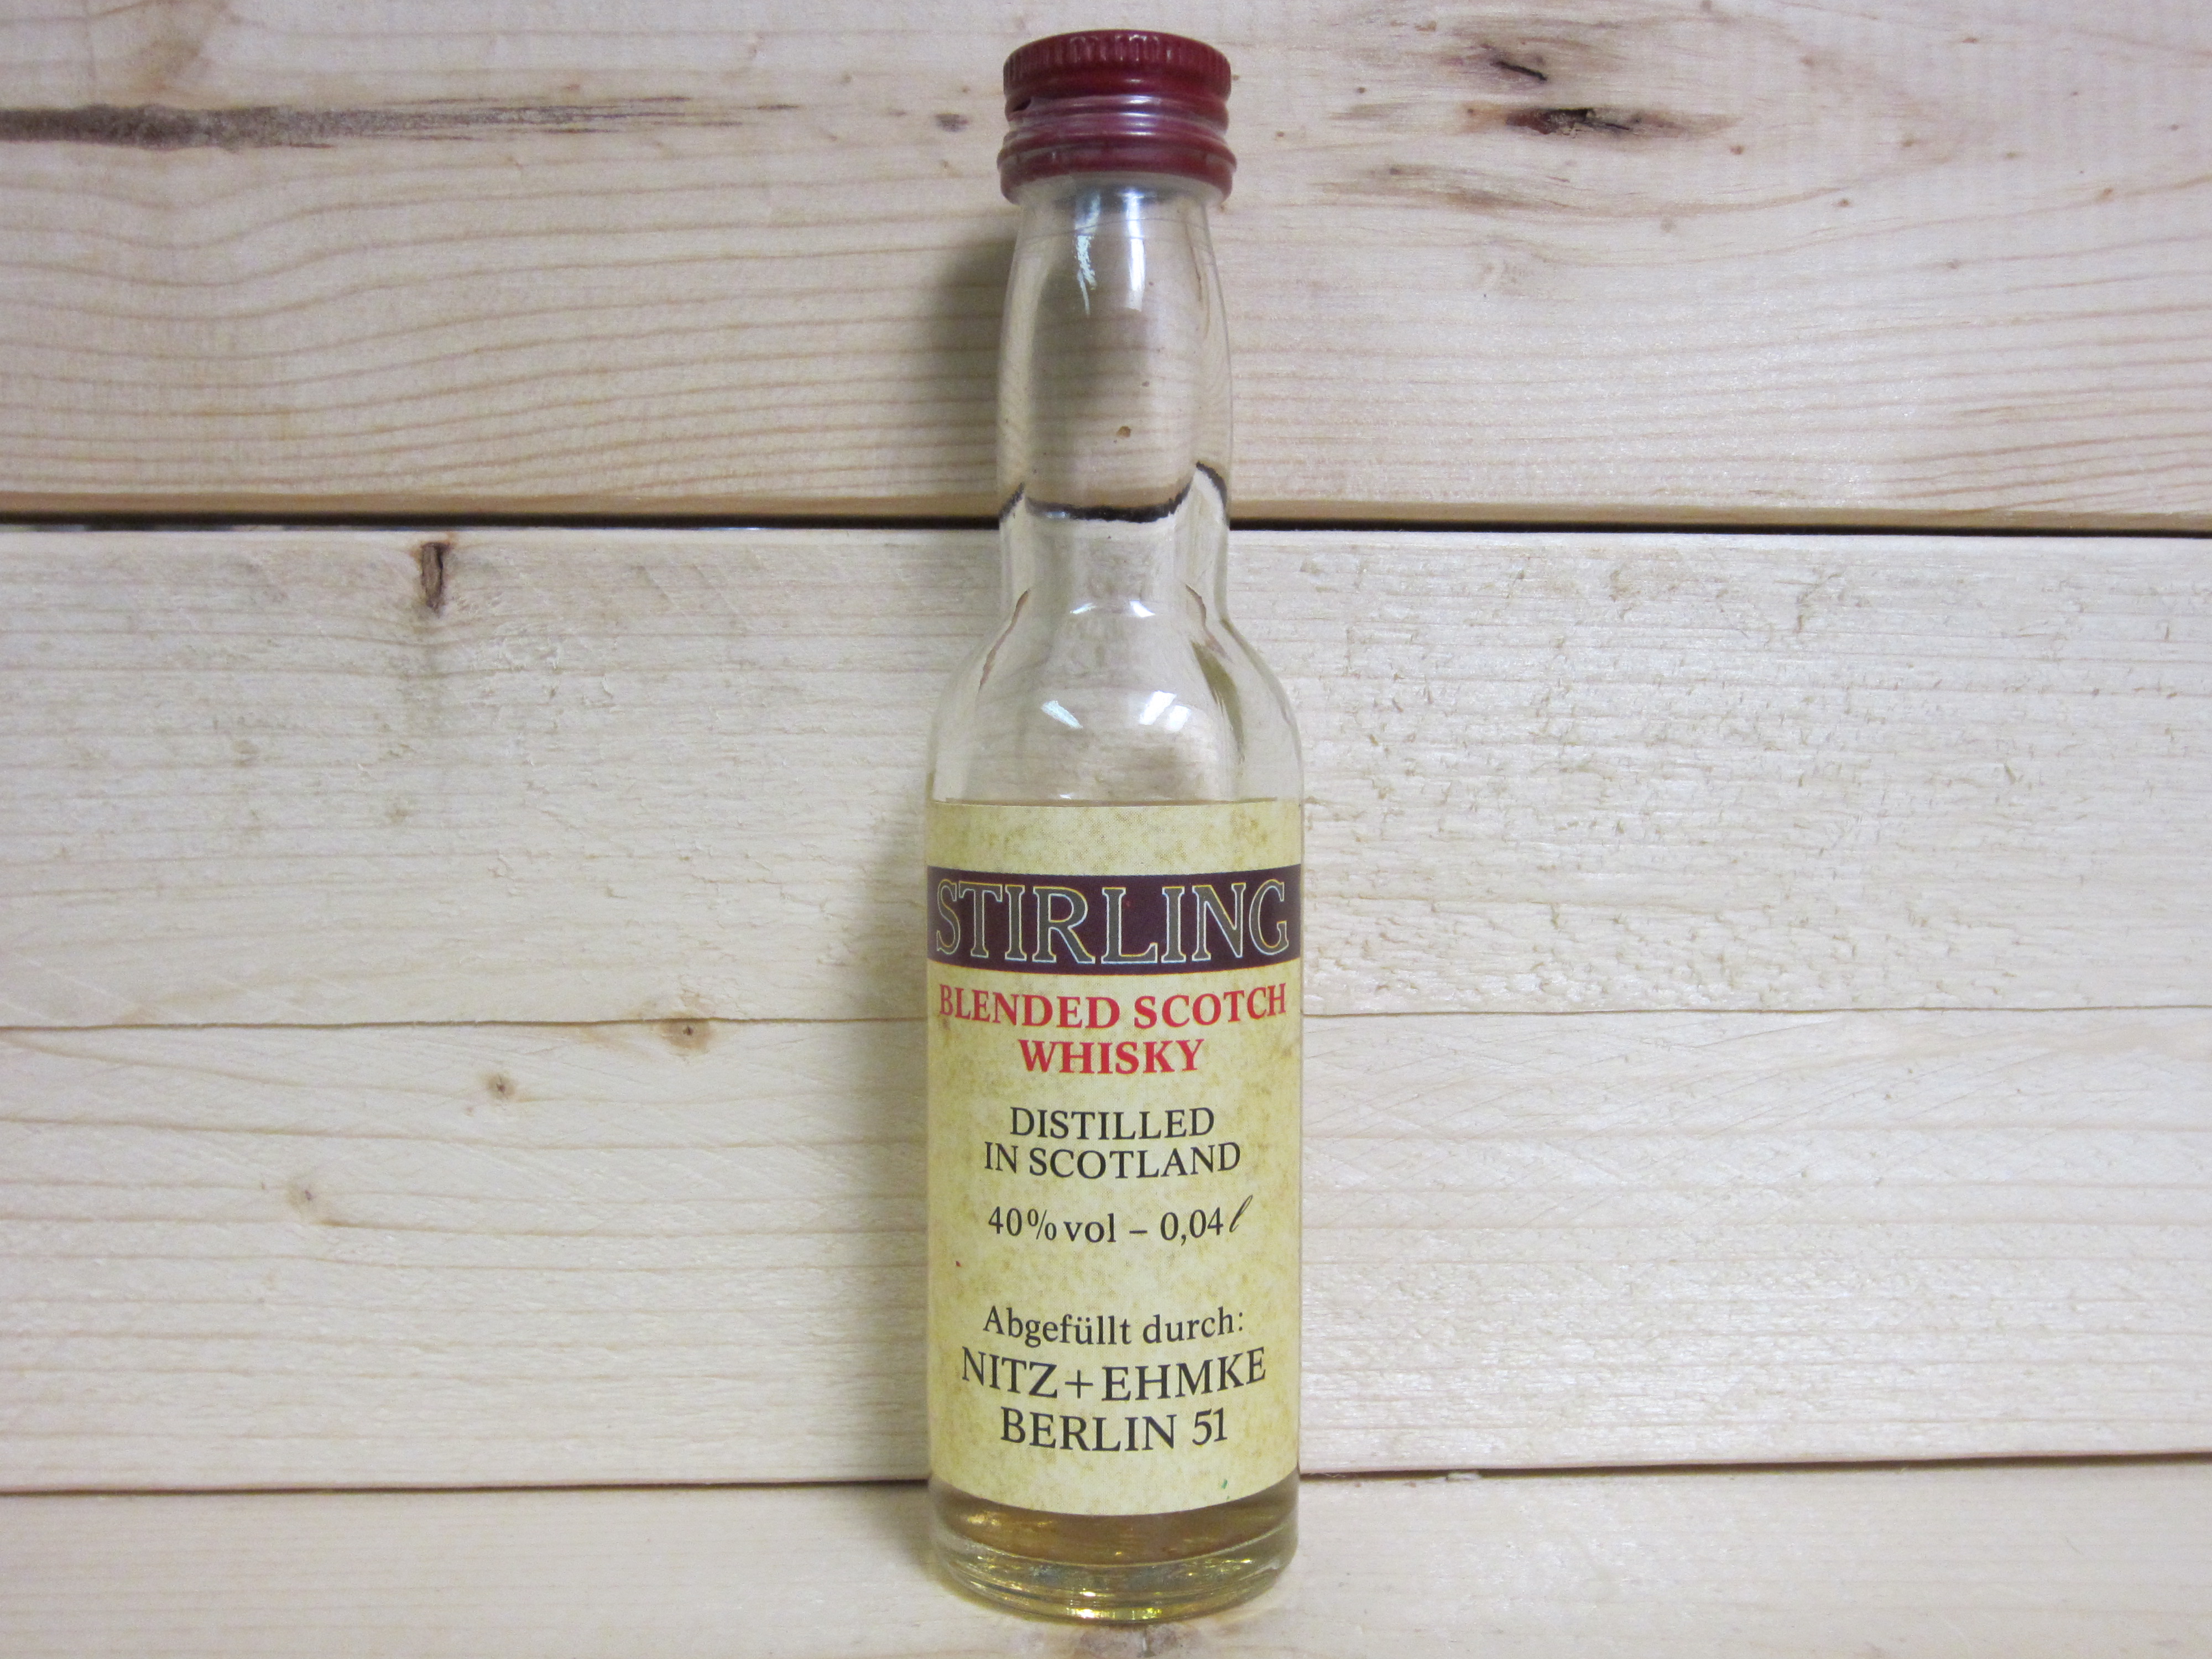 STIRLING
BLENDED SCOTCH
WHISKY
DISTILLED
IN SCOTLAND
40% vol – 0,04 ℓ
Abgefüllt durch:
NITZ+EHMKE
BERLIN 51